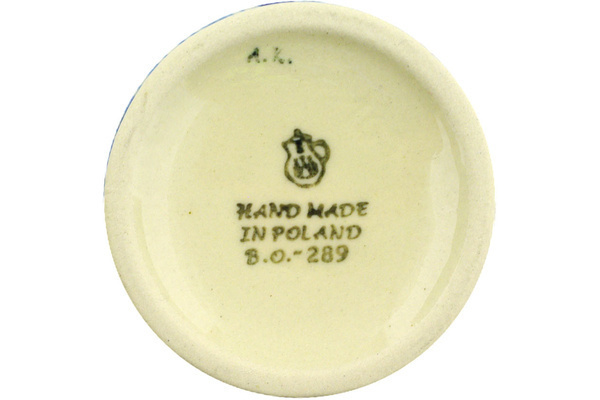 A.K.
HAND MADE
IN POLAND
B.O.-289